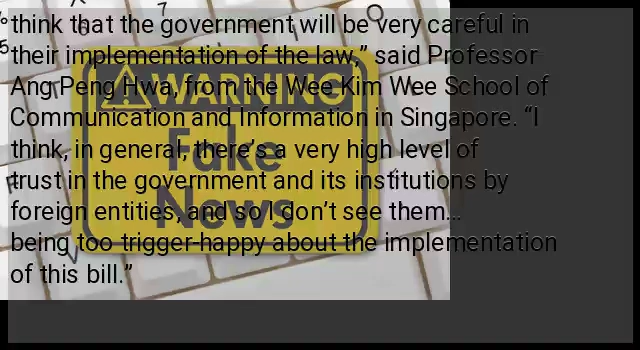 think that the government will be very careful in
their implementation of the law,” said Professor
Ang Peng Hwa, from the Wee Kim Wee School of
Communication and Information in Singapore. “I
think, in general, there’s a very high level of
trust in the government and its institutions by
foreign entities, and so I don’t see them...
being too trigger-happy about the implementation
of this bill.”
WARNING
Fake
News